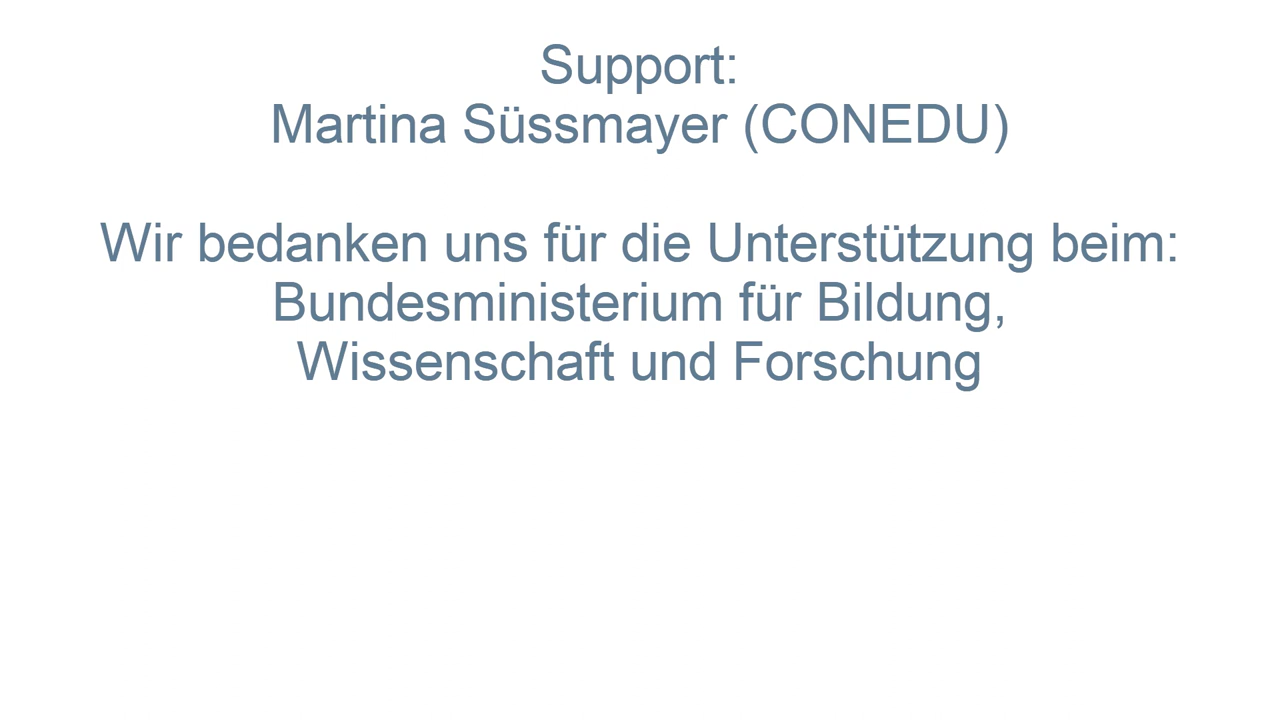 Support:
Martina Süssmayer (CONEDU)
Wir bedanken uns für die Unterstützung beim:
Bundesministerium für Bildung,
Wissenschaft und Forschung